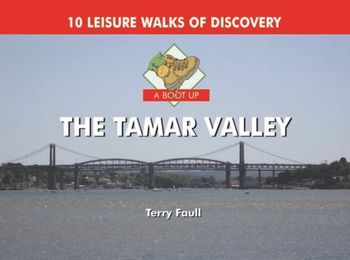 10 LEISURE WALKS OF DISCOVERY
A BOOT UP
THE TAMAR VALLEY
Terry Faull